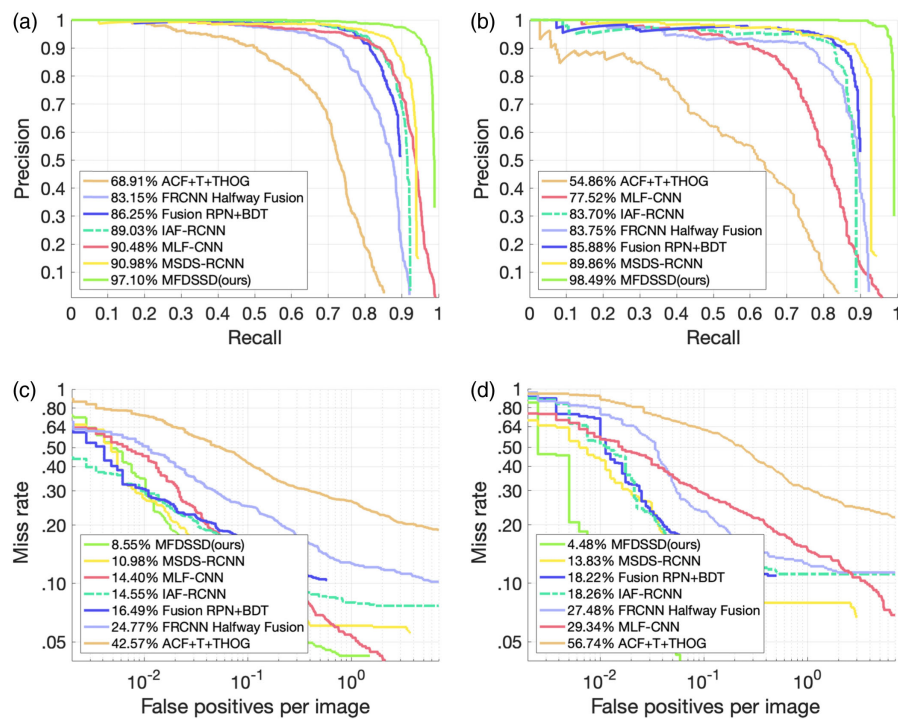 (a)
1
0.9
0.8
0.7
0.6
0.5
0.4
0.3
0.2
0.1
Precision
68.91% ACF+T+THOG
83.15% FRCNN Halfway Fusion
86.25% Fusion RPN+BDT
89.03% IAF-RCNN
90.48% MLF-CNN
90.98% MSDS-RCNN
97.10% MFDSSD(ours)
0 0.1 0.2 0.3 0.4 0.5 0.6 0.7 0.8 0.9 1
Recall
(b)
1
0.9
0.8
0.7
0.6
0.5
0.4
0.3
0.2
0.1
Precision
54.86% ACF+T+THOG
77.52% MLF-CNN
83.70% IAF-RCNN
83.75% FRCNN Halfway Fusion
85.88% Fusion RPN+BDT
89.86% MSDS-RCNN
98.49% MFDSSD(ours)
0 0.1 0.2 0.3 0.4 0.5 0.6 0.7 0.8 0.9 1
Recall
(c)
1
.80
.64
.50
.40
.30
.20
.10
.05
Miss rate
8.55% MFDSSD(ours)
10.98% MSDS-RCNN
14.40% MLF-CNN
14.55% IAF-RCNN
16.49% Fusion RPN+BDT
24.77% FRCNN Halfway Fusion
42.57% ACF+T+THOG
10⁻² 10⁻¹ 10⁰
False positives per image
(d)
1
.80
.64
.50
.40
.30
.20
.10
.05
Miss rate
4.48% MFDSSD(ours)
13.83% MSDS-RCNN
18.22% Fusion RPN+BDT
18.26% IAF-RCNN
27.48% FRCNN Halfway Fusion
29.34% MLF-CNN
56.74% ACF+T+THOG
10⁻² 10⁻¹ 10⁰
False positives per image